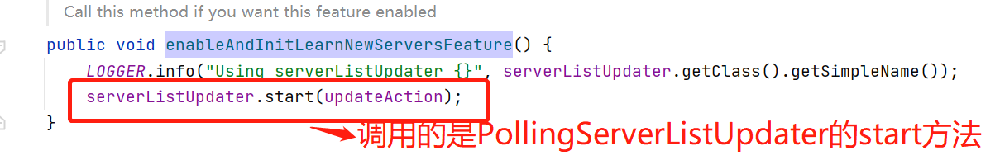 Call this method if you want this feature enabled
public void enableAndInitLearnNewServersFeature() {
LOGGER.info("Using serverListUpdater {}", serverListUpdater.getClass().getSimpleName());
serverListUpdater.start(updateAction);
}
调用的是PollingServerListUpdater的start方法